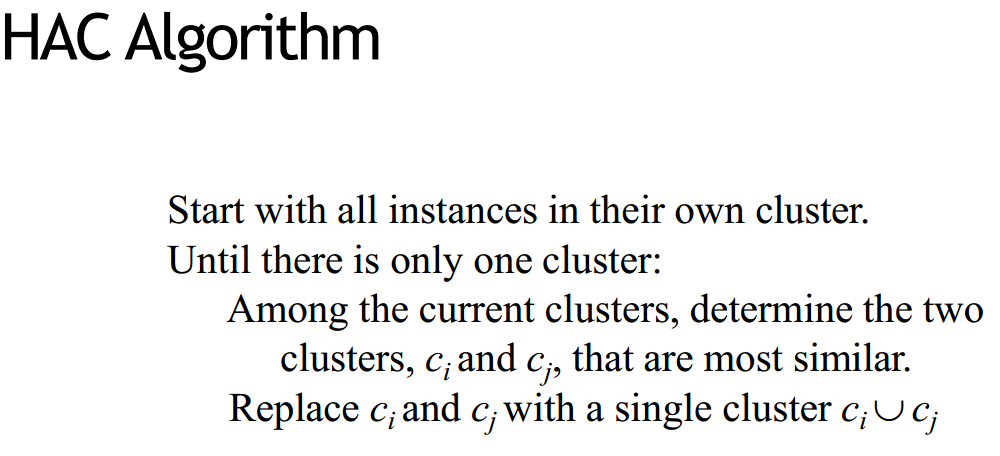 HAC Algorithm
Start with all instances in their own cluster.
Until there is only one cluster:
Among the current clusters, determine the two
clusters, cᵢ and cⱼ, that are most similar.
Replace cᵢ and cⱼ with a single cluster cᵢ ∪ cⱼ